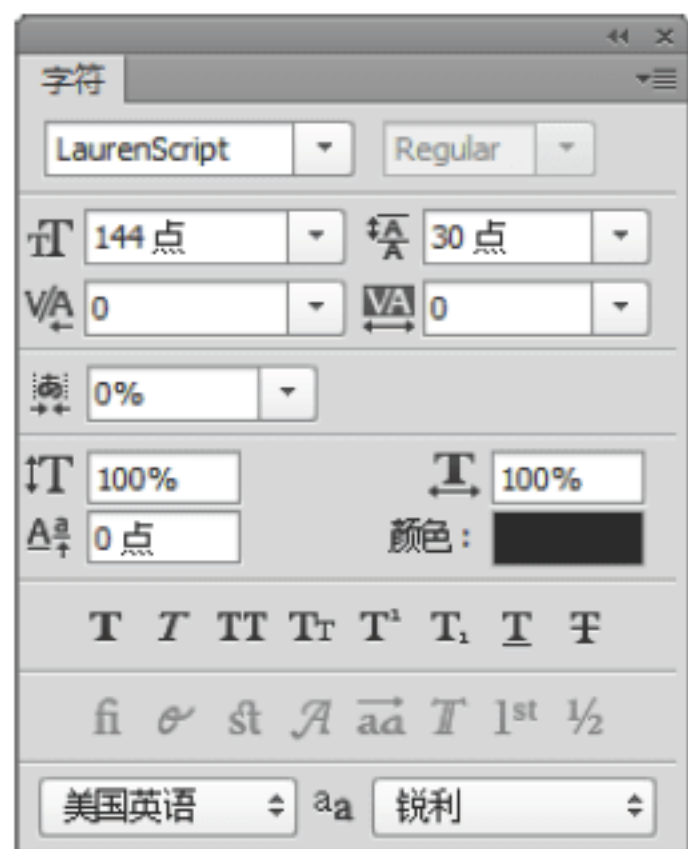 字符
LaurenScript Regular
144 点 30 点
0 0
0%
100% 100%
0 点 颜色：
T T TT TT T¹ T₁ T T
fi o st A aa T 1st ½
美国英语 aa 锐利